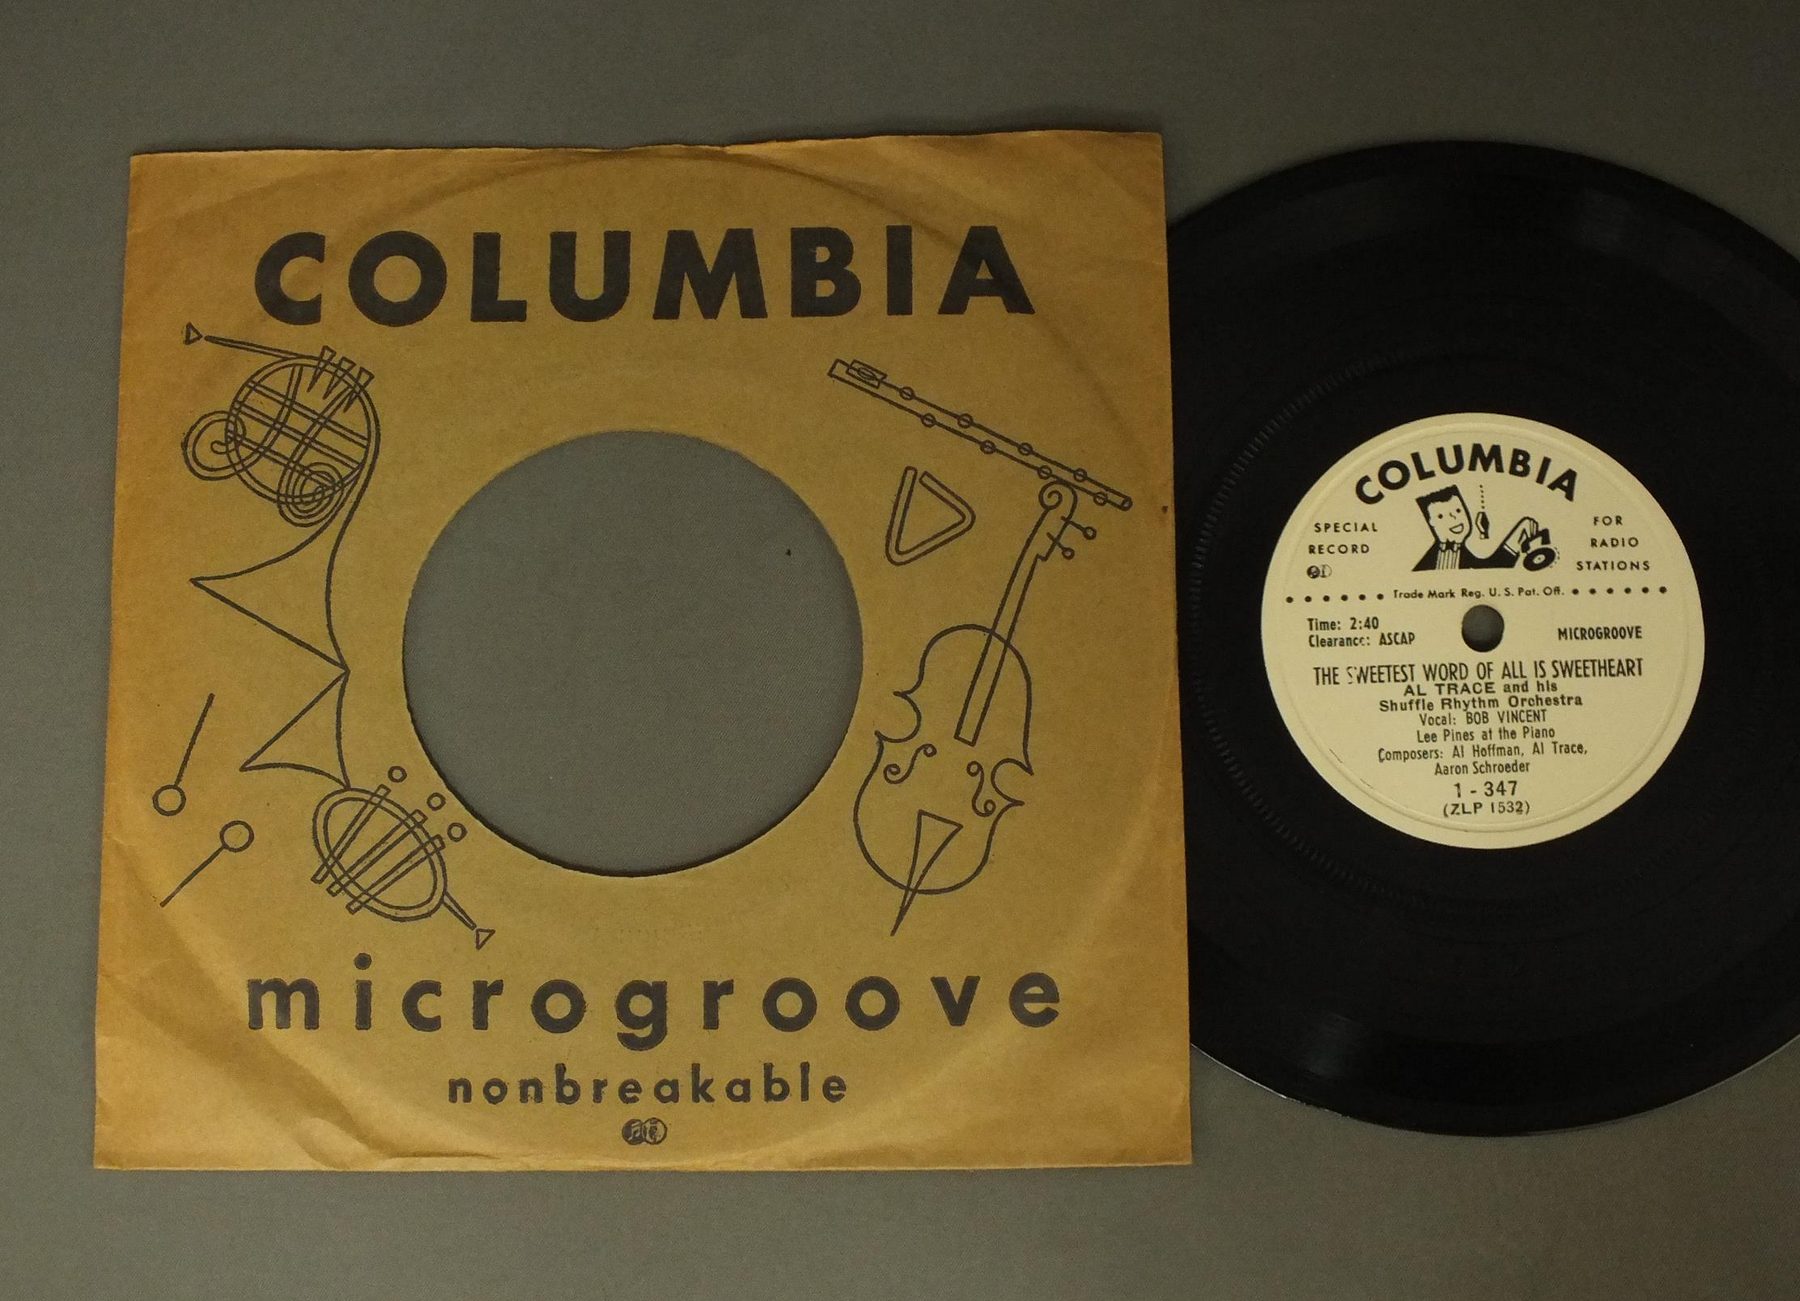 COLUMBIA
microgroove
nonbreakable
COLUMBIA
SPECIAL
RECORD
FOR
RADIO
STATIONS
Trade Mark Reg. U. S. Pat. Off.
Time: 2:40
Clearance: ASCAP
MICROGROOVE
THE SWEETEST WORD OF ALL IS SWEETHEART
AL TRACE and his
Shuffle Rhythm Orchestra
Vocal: BOB VINCENT
Lee Pines at the Piano
Composers: Al Hoffman, Al Trace,
Aaron Schroeder
1 - 347
(ZLP 1532)